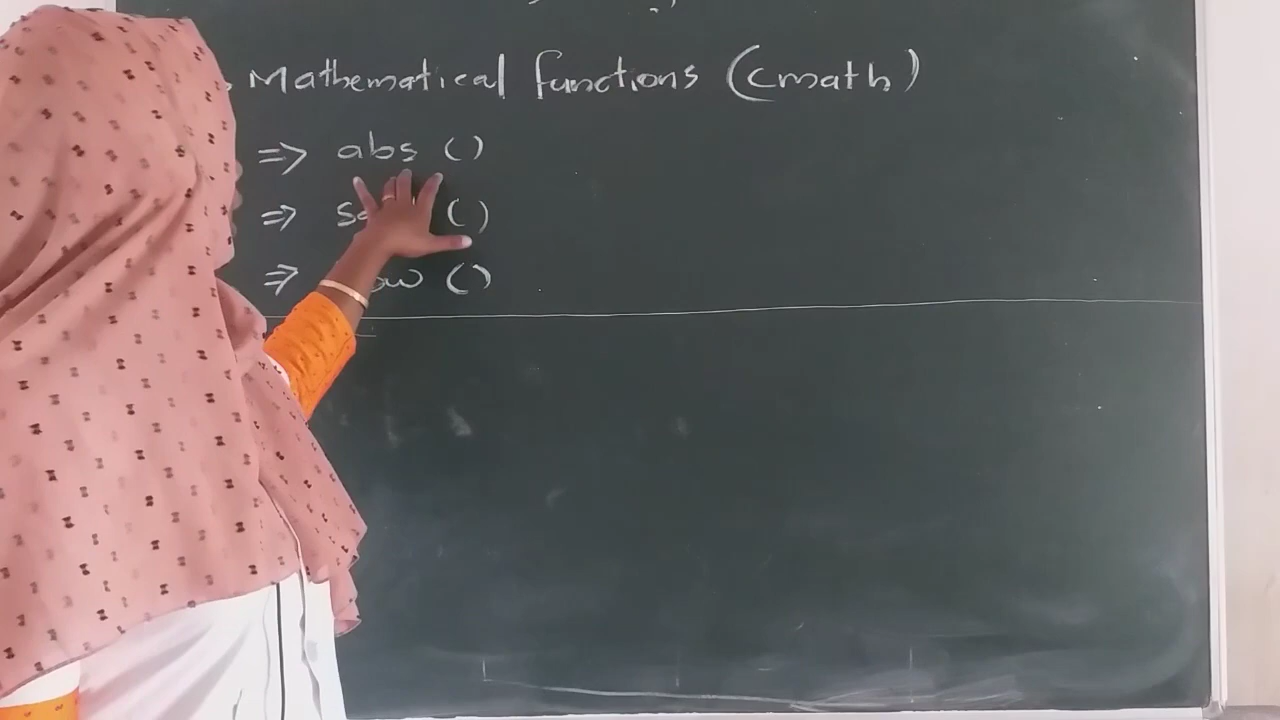 Mathematical functions (cmath)
=> abs ()
=> ()
=> ()